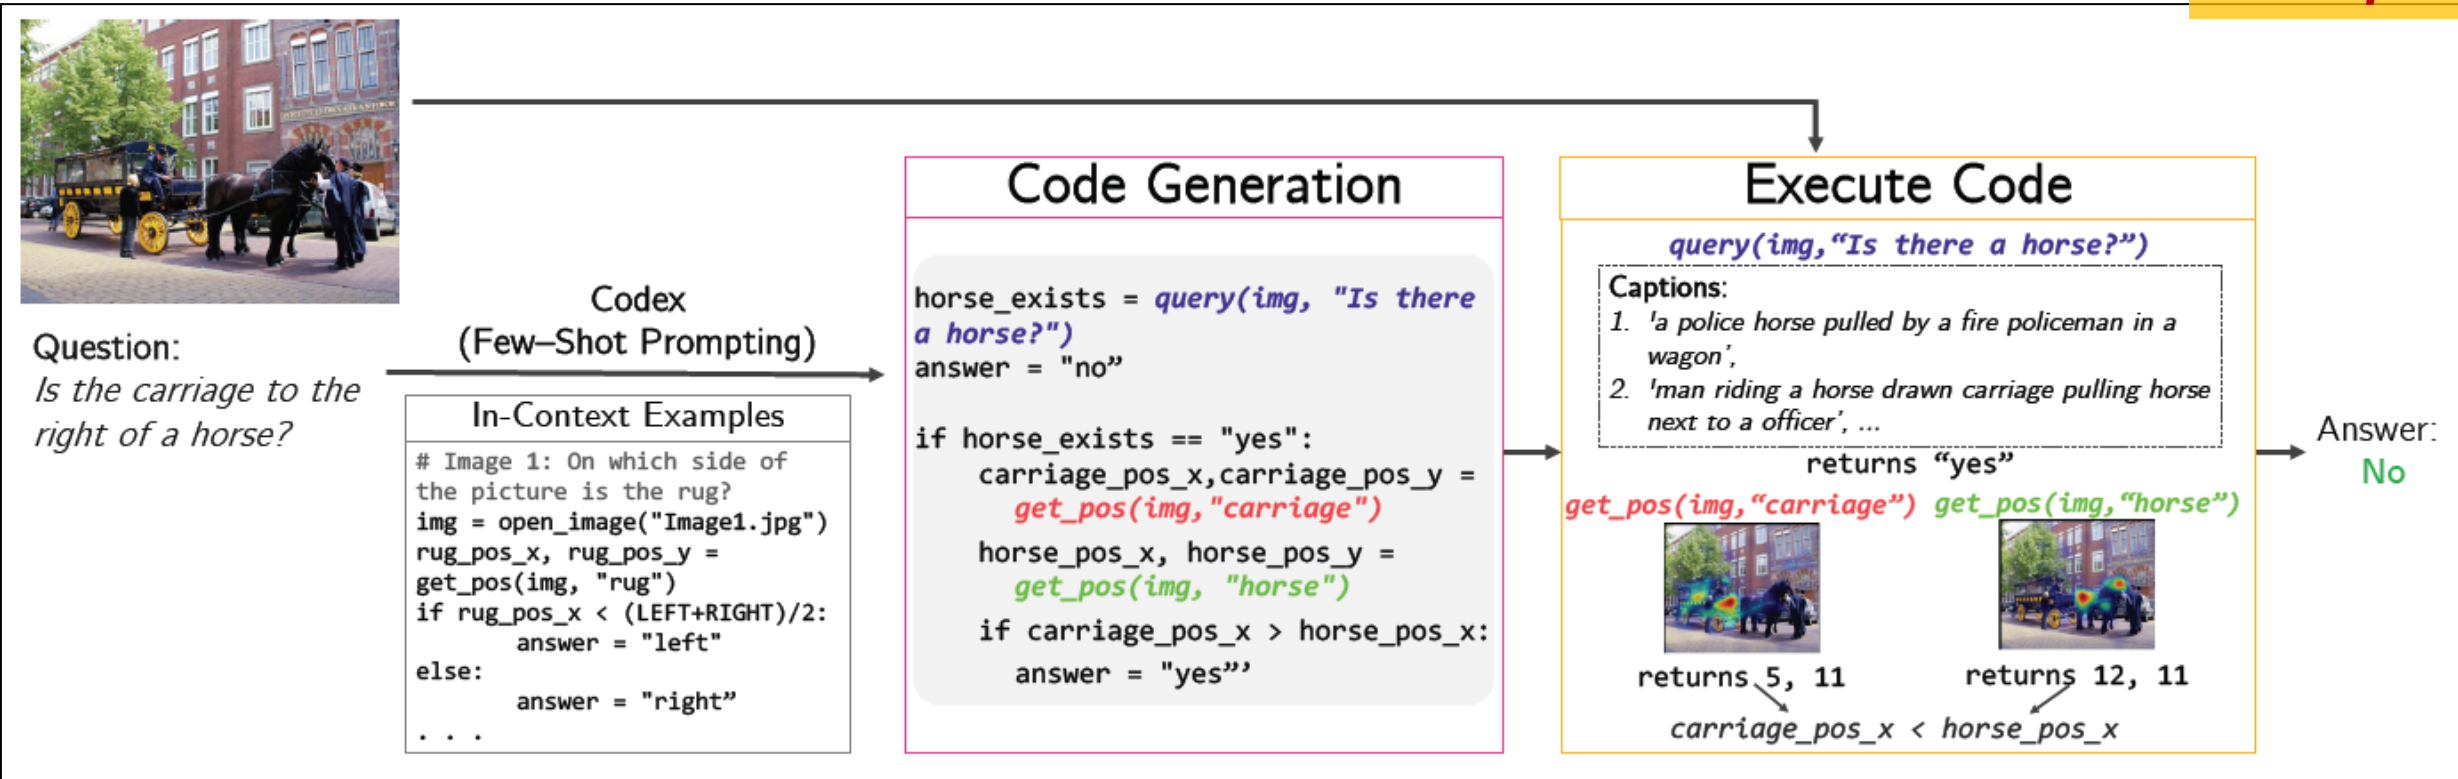 Question:
Is the carriage to the
right of a horse?
Codex
(Few–Shot Prompting)
In-Context Examples
# Image 1: On which side of
the picture is the rug?
img = open_image("Image1.jpg")
rug_pos_x, rug_pos_y =
get_pos(img, "rug")
if rug_pos_x < (LEFT+RIGHT)/2:
answer = "left"
else:
answer = "right”
. . .
Code Generation
horse_exists = query(img, "Is there
a horse?")
answer = "no”
if horse_exists == "yes":
carriage_pos_x,carriage_pos_y =
get_pos(img,"carriage")
horse_pos_x, horse_pos_y =
get_pos(img, "horse")
if carriage_pos_x > horse_pos_x:
answer = "yes”’
Execute Code
query(img,“Is there a horse?”)
Captions:
1. 'a police horse pulled by a fire policeman in a
wagon’,
2. 'man riding a horse drawn carriage pulling horse
next to a officer’, ...
returns “yes”
get_pos(img,“carriage”) get_pos(img,“horse”)
returns 5, 11
returns 12, 11
carriage_pos_x < horse_pos_x
Answer:
No